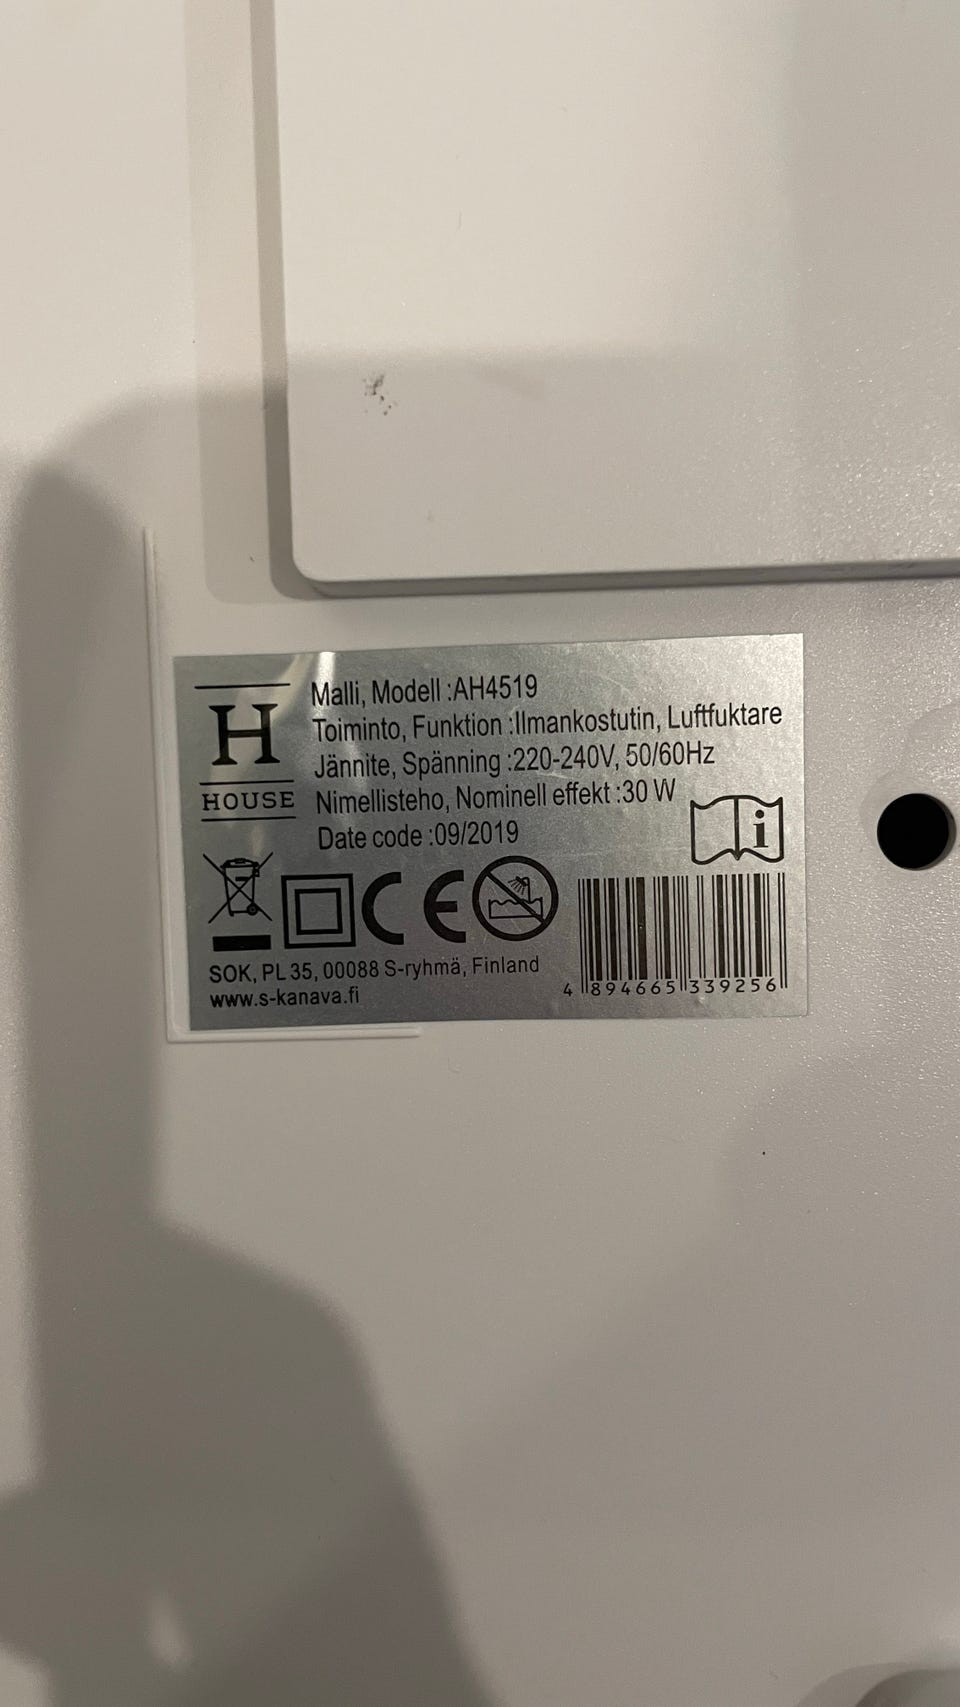 H
HOUSE
Malli, Modell :AH4519
Toiminto, Funktion :Ilmankostutin, Luftfuktare
Jännite, Spänning :220-240V, 50/60Hz
Nimellisteho, Nominell effekt :30 W
Date code :09/2019
i
CE
SOK, PL 35, 00088 S-ryhmä, Finland
www.s-kanava.fi
4 894665 339256